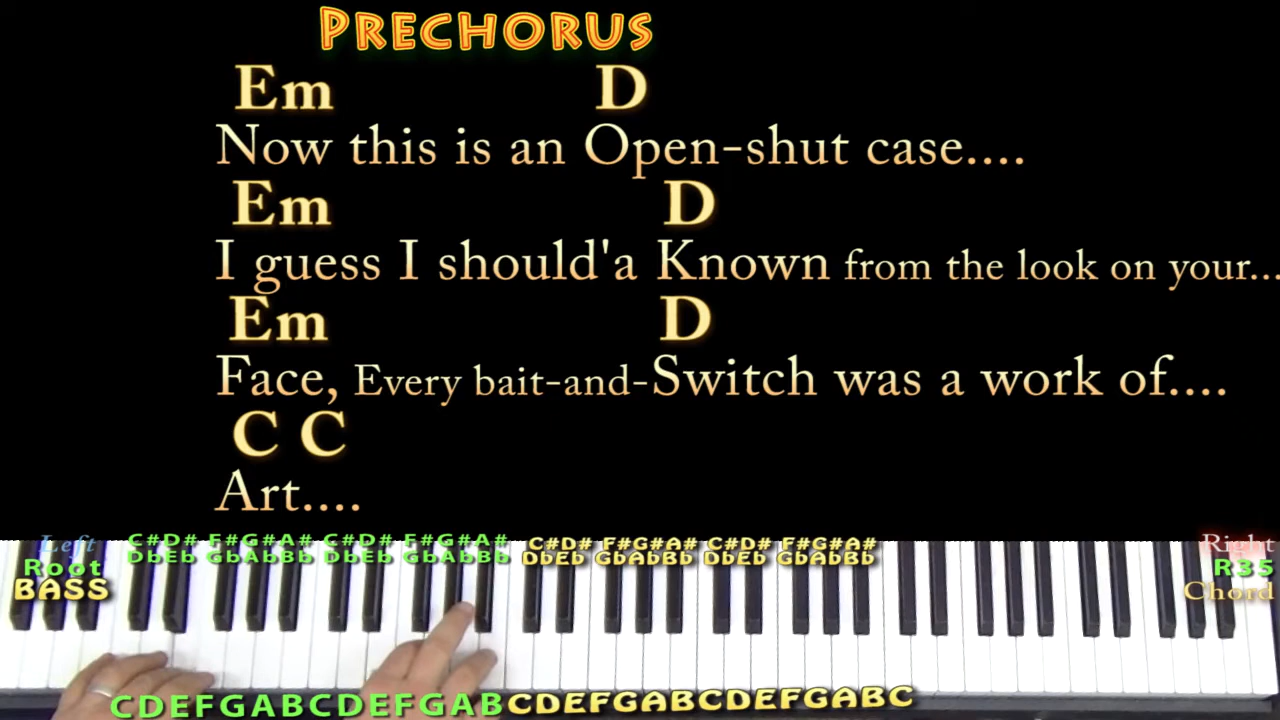 PRECHORUS
Em D
Now this is an Open-shut case....
Em D
I guess I should'a Known from the look on your...
Em D
Face, Every bait-and-Switch was a work of....
C C
Art....
Left
Root
BASS
C#D# F#G#A# C#D# F#G#A# C#D# F#G#A# C#D# F#G#A#
DbEb GbAbBb DbEb GbAbBb DbEb GbAbBb DbEb GbAbBb
Right
R35
Chord
CDEFGABCDEFGABCDEFGABCDEFGABC